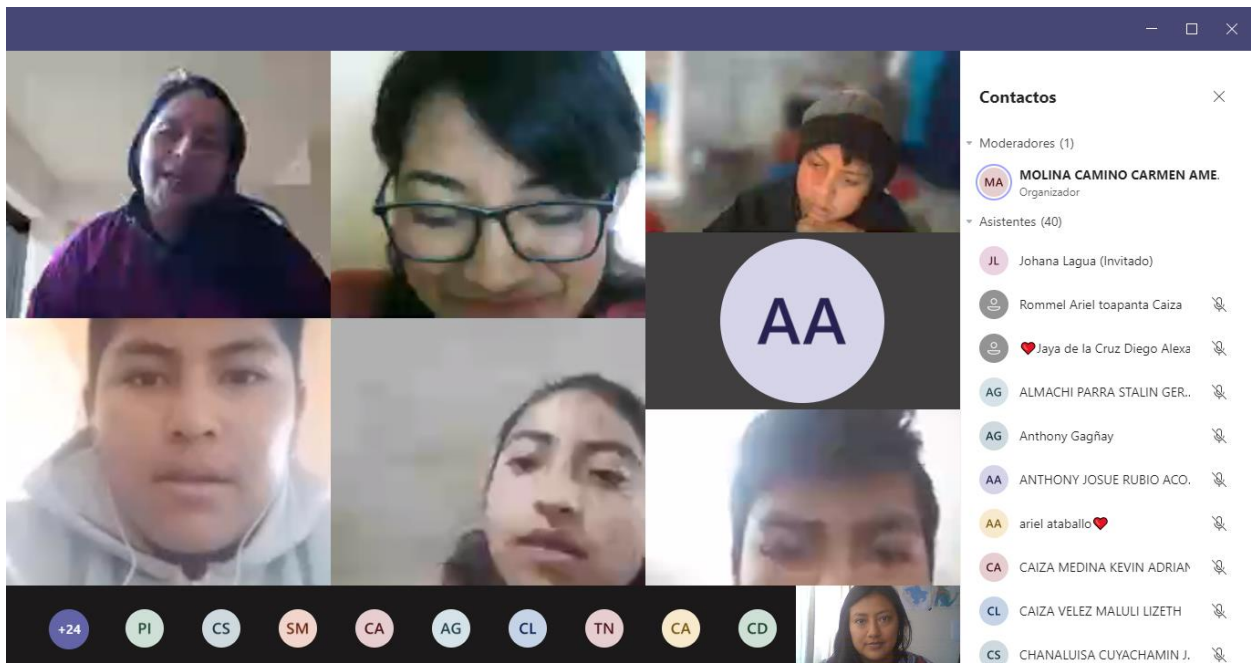 Contactos
Moderadores (1)
MA
MOLINA CAMINO CARMEN AME.
Organizador
Asistentes (40)
JL
Johana Lagua (Invitado)
Rommel Ariel toapanta Caiza
❤Jaya de la Cruz Diego Alexa
AG
ALMACHI PARRA STALIN GER..
AG
Anthony Gagñay
AA
ANTHONY JOSUE RUBIO ACO.
AA
ariel ataballo❤
CA
CAIZA MEDINA KEVIN ADRIAN
CL
CAIZA VELEZ MALULI LIZETH
CS
CHANALUISA CUYACHAMIN J.
AA
+24
PI
CS
SM
CA
AG
CL
TN
CA
CD